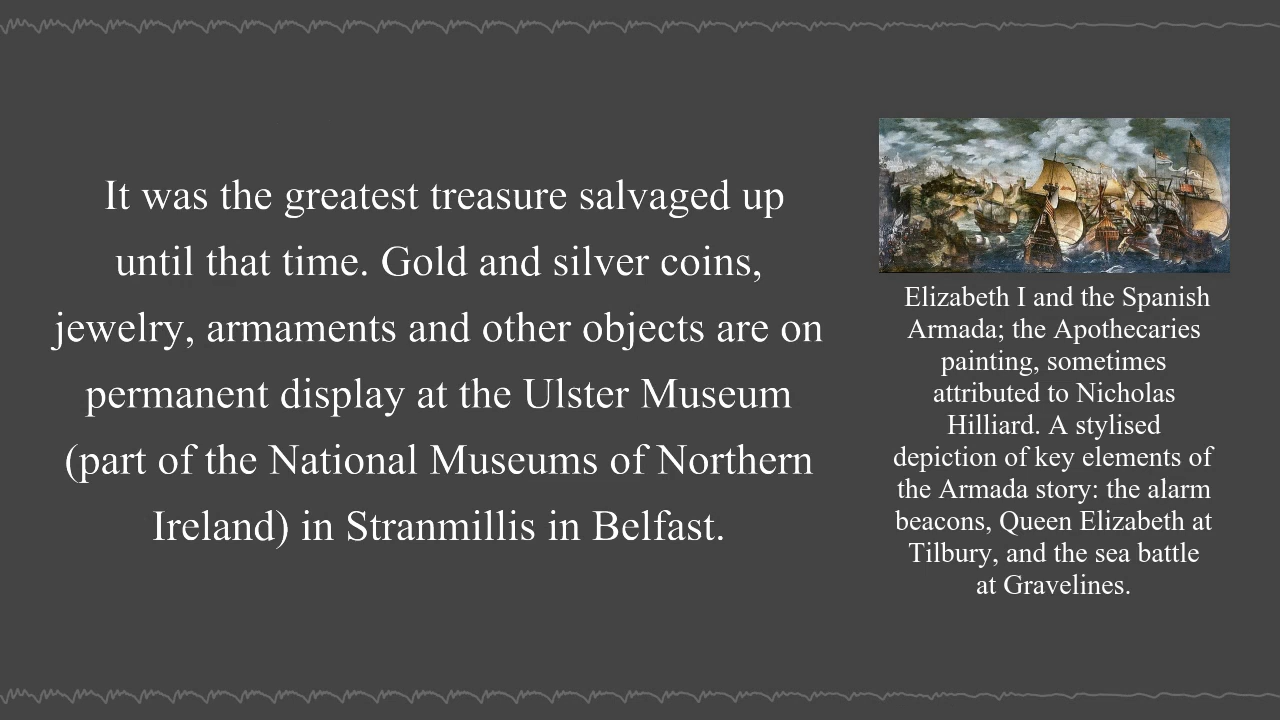 It was the greatest treasure salvaged up
until that time. Gold and silver coins,
jewelry, armaments and other objects are on
permanent display at the Ulster Museum
(part of the National Museums of Northern
Ireland) in Stranmillis in Belfast.
Elizabeth I and the Spanish
Armada; the Apothecaries
painting, sometimes
attributed to Nicholas
Hilliard. A stylised
depiction of key elements of
the Armada story: the alarm
beacons, Queen Elizabeth at
Tilbury, and the sea battle
at Gravelines.